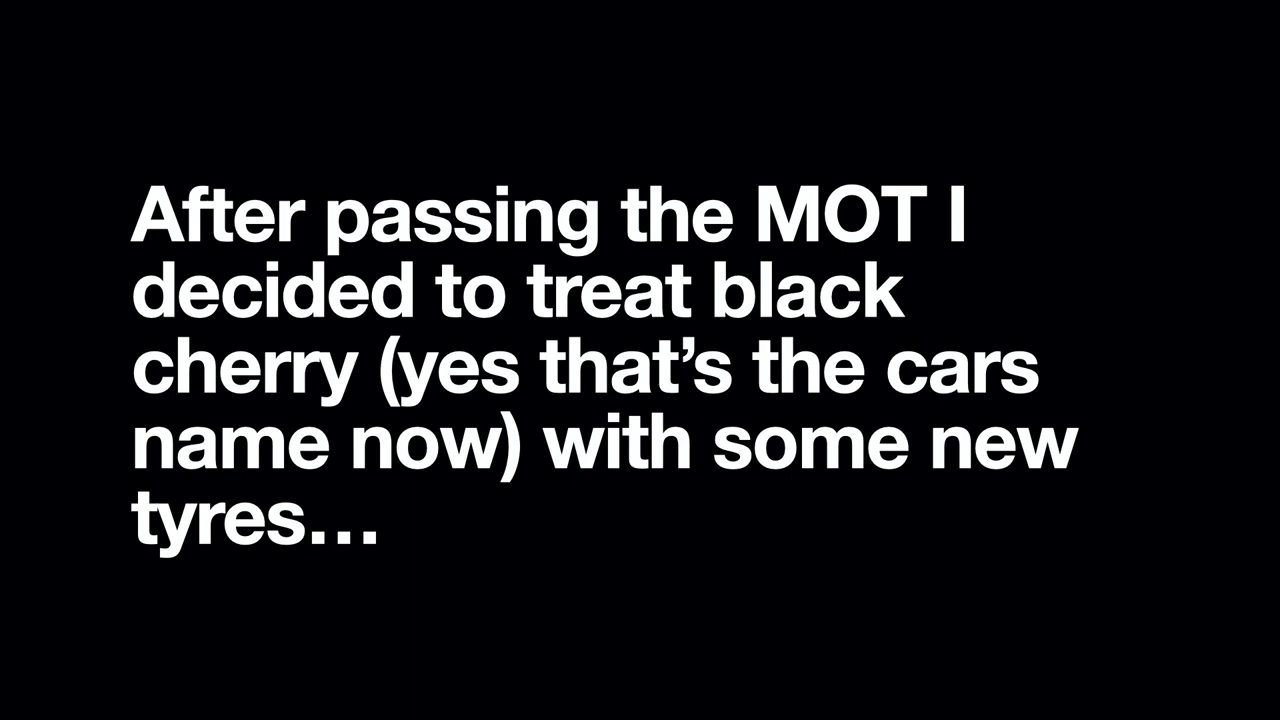 After passing the MOT I
decided to treat black
cherry (yes that’s the cars
name now) with some new
tyres…